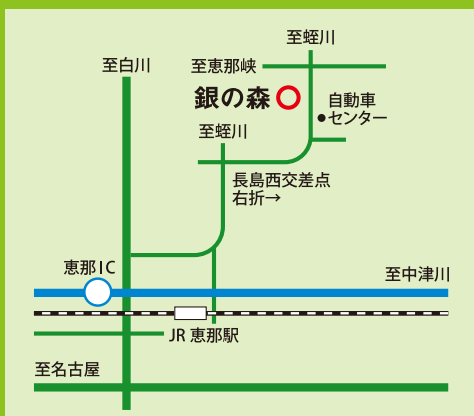 至蛭川
至白川
至恵那峡
銀の森
自動車
センター
至蛭川
長島西交差点
右折→
恵那IC
至中津川
JR 恵那駅
至名古屋